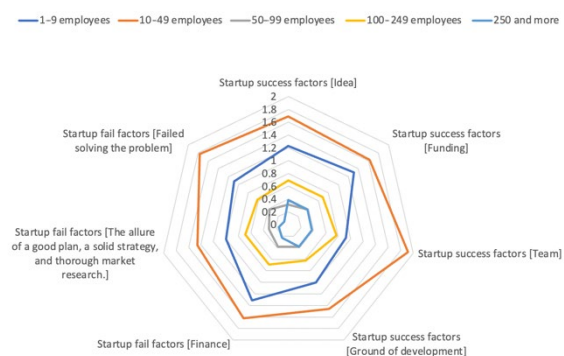 1–9 employees 10–49 employees 50–99 employees 100–249 employees 250 and more
Startup success factors [Idea]
2
1.8
1.6
1.4
1.2
1
0.8
0.6
0.4
0.2
0
Startup success factors
[Funding]
Startup success factors [Team]
Startup success factors
[Ground of development]
Startup fail factors [Finance]
Startup fail factors [The allure
of a good plan, a solid strategy,
and thorough market
research.]
Startup fail factors [Failed
solving the problem]